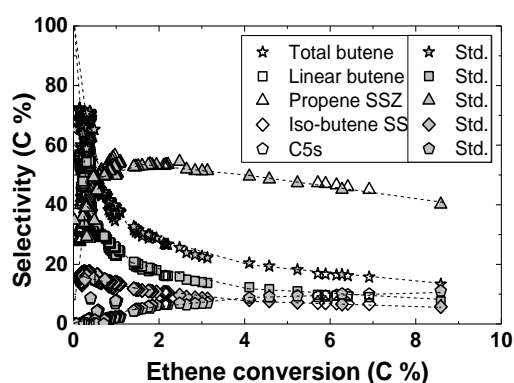 100
80
60
40
20
0
Selectivity (C %)
Total butene
Linear butene
Propene SSZ
Iso-butene SS
C5s
Std.
Std.
Std.
Std.
Std.
0 2 4 6 8 10
Ethene conversion (C %)